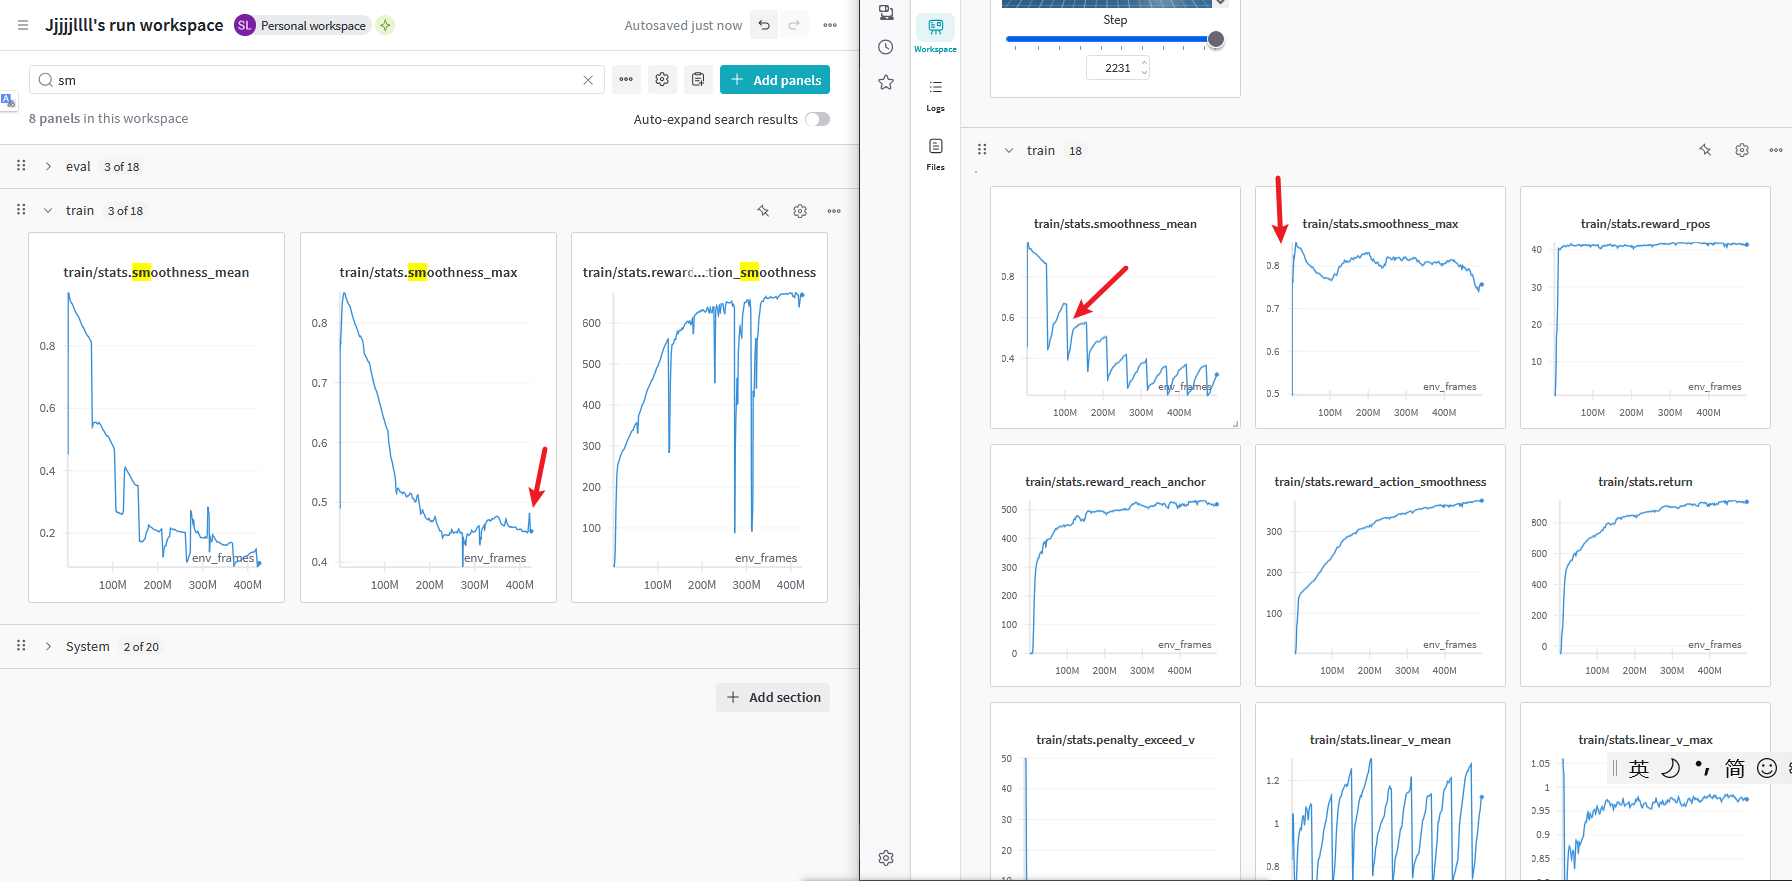 Jjjjjllll's run workspace
SL Personal workspace
Autosaved just now
sm
Add panels
8 panels in this workspace
Auto-expand search results
eval 3 of 18
train 3 of 18
train/stats.smoothness_mean
0.8
0.6
0.4
0.2
env_frames
100M 200M 300M 400M
train/stats.smoothness_max
0.8
0.7
0.6
0.5
0.4
env_frames
100M 200M 300M 400M
train/stats.reward...:tion_smoothness
600
500
400
300
200
100
env_frames
100M 200M 300M 400M
System 2 of 20
Add section
Workspace
Logs
Files
Step
2231
train 18
train/stats.smoothness_mean
0.8
0.6
0.4
env_frames
100M 200M 300M 400M
train/stats.smoothness_max
0.8
0.7
0.6
0.5
env_frames
100M 200M 300M 400M
train/stats.reward_rpos
40
30
20
10
env_frames
100M 200M 300M 400M
train/stats.reward_reach_anchor
500
400
300
200
100
0
env_frames
100M 200M 300M 400M
train/stats.reward_action_smoothness
300
200
100
env_frames
100M 200M 300M 400M
train/stats.return
800
600
400
200
0
env_frames
100M 200M 300M 400M
train/stats.penalty_exceed_v
50
40
30
20
10
train/stats.linear_v_mean
1.2
1
0.8
train/stats.linear_v_max
1.05
1
0.95
0.9
0.85
英 简